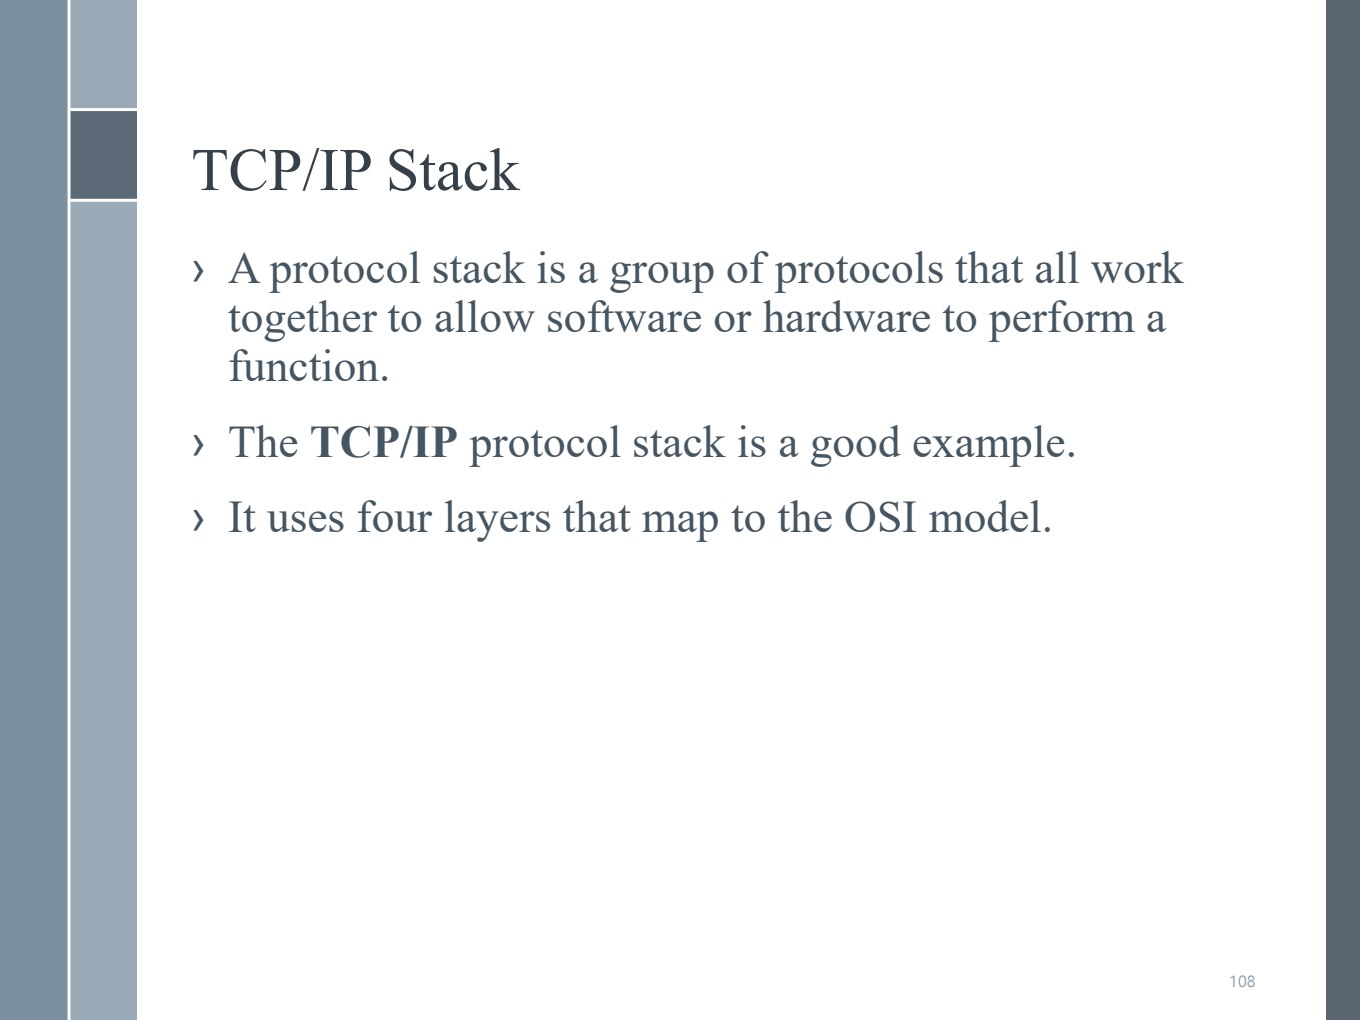 TCP/IP Stack
› A protocol stack is a group of protocols that all work
together to allow software or hardware to perform a
function.
› The TCP/IP protocol stack is a good example.
› It uses four layers that map to the OSI model.
108